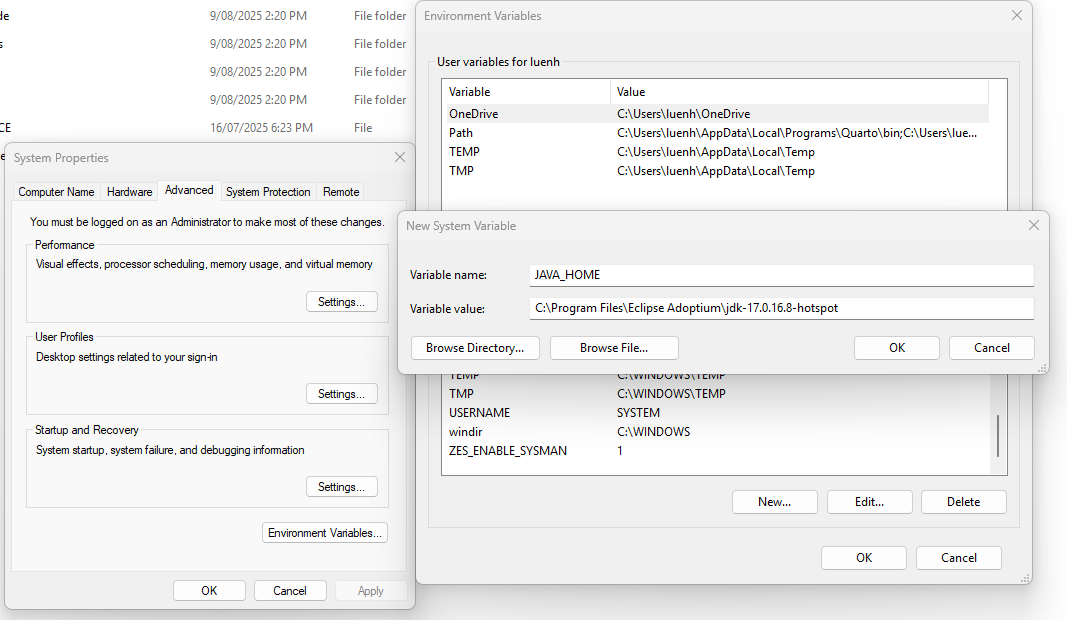 de 9/08/2025 2:20 PM File folder
s 9/08/2025 2:20 PM File folder
9/08/2025 2:20 PM File folder
9/08/2025 2:20 PM File folder
CE 16/07/2025 6:23 PM File
e
System Properties
Computer Name Hardware Advanced System Protection Remote
You must be logged on as an Administrator to make most of these changes.
Performance
Visual effects, processor scheduling, memory usage, and virtual memory
Settings...
User Profiles
Desktop settings related to your sign-in
Settings...
Startup and Recovery
System startup, system failure, and debugging information
Settings...
Environment Variables...
OK Cancel Apply
Environment Variables
User variables for luenh
Variable Value
OneDrive C:\Users\luenh\OneDrive
Path C:\Users\luenh\AppData\Local\Programs\Quarto\bin;C:\Users\lue...
TEMP C:\Users\luenh\AppData\Local\Temp
TMP C:\Users\luenh\AppData\Local\Temp
New System Variable
Variable name: JAVA_HOME
Variable value: C:\Program Files\Eclipse Adoptium\jdk-17.0.16.8-hotspot
Browse Directory... Browse File... OK Cancel
TEMP C:\WINDOWS\TEMP
TMP C:\WINDOWS\TEMP
USERNAME SYSTEM
windir C:\WINDOWS
ZES_ENABLE_SYSMAN 1
New... Edit... Delete
OK Cancel